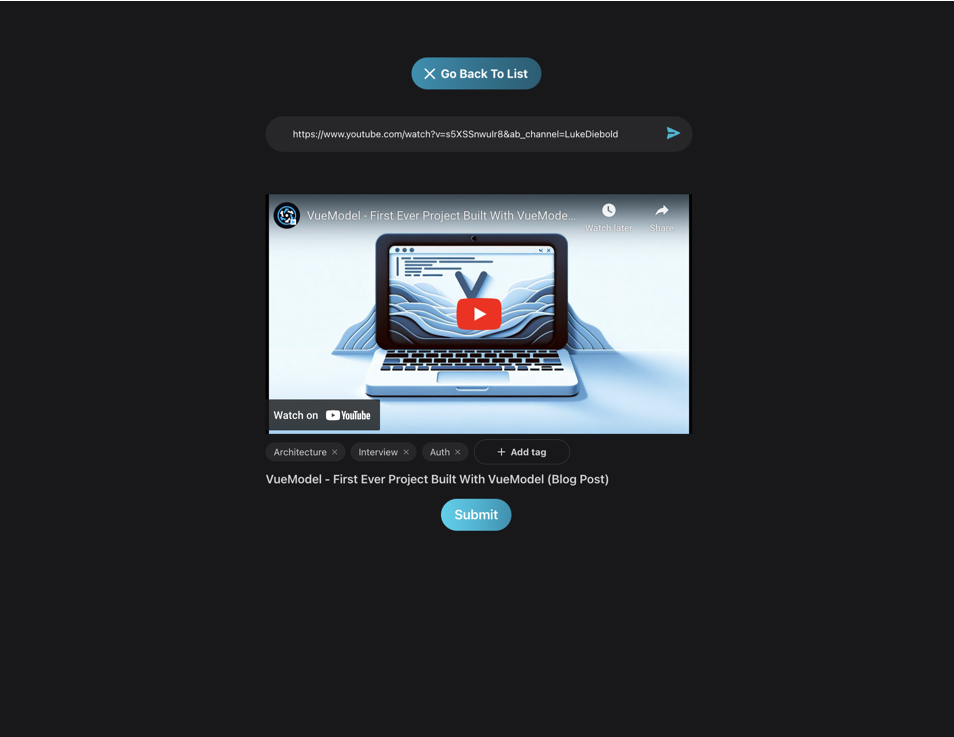 Go Back To List
https://www.youtube.com/watch?v=s5XSSnwuIr8&ab_channel=LukeDiebold
VueModel - First Ever Project Built With VueMode...
Watch later
Share
Watch on YouTube
Architecture
Interview
Auth
Add tag
VueModel - First Ever Project Built With VueModel (Blog Post)
Submit